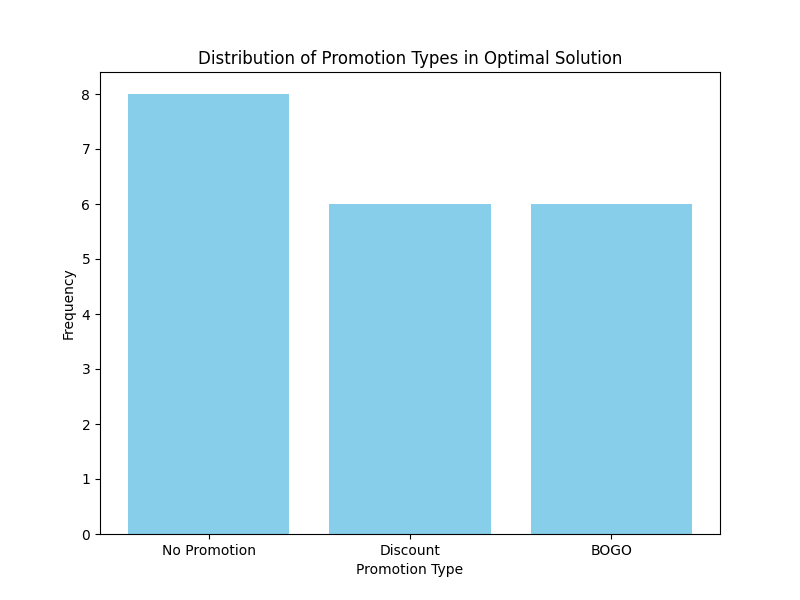 Distribution of Promotion Types in Optimal Solution
8
7
6
5
4
3
2
1
0
Frequency
No Promotion Discount BOGO
Promotion Type